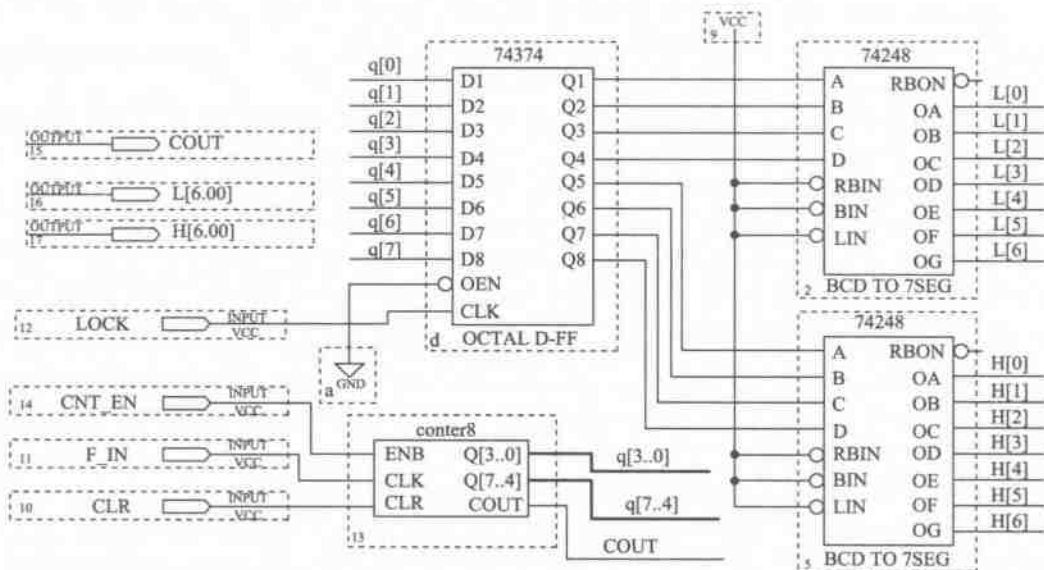 74374
q[0] D1 Q1
q[1] D2 Q2
q[2] D3 Q3
q[3] D4 Q4
q[4] D5 Q5
q[5] D6 Q6
q[6] D7 Q7
q[7] D8 Q8
OEN
CLK
d OCTAL D-FF
VCC
9
74248
A RBON
B OA L[0]
C OB L[1]
D OC L[2]
RBIN OD L[3]
BIN OE L[4]
LIN OF L[5]
OG L[6]
2 BCD TO 7SEG
OUTPUT
15 COUT
OUTPUT
16 L[6.00]
OUTPUT
17 H[6.00]
12 LOCK INPUT
VCC
a GND
14 CNT_EN INPUT
VCC
11 F_IN INPUT
VCC
10 CLR INPUT
VCC
conter8
ENB Q[3..0]
CLK Q[7..4]
CLR COUT
13
q[3..0]
q[7..4]
COUT
74248
A RBON
B OA H[0]
C OB H[1]
D OC H[2]
RBIN OD H[3]
BIN OE H[4]
LIN OF H[5]
OG H[6]
5 BCD TO 7SEG